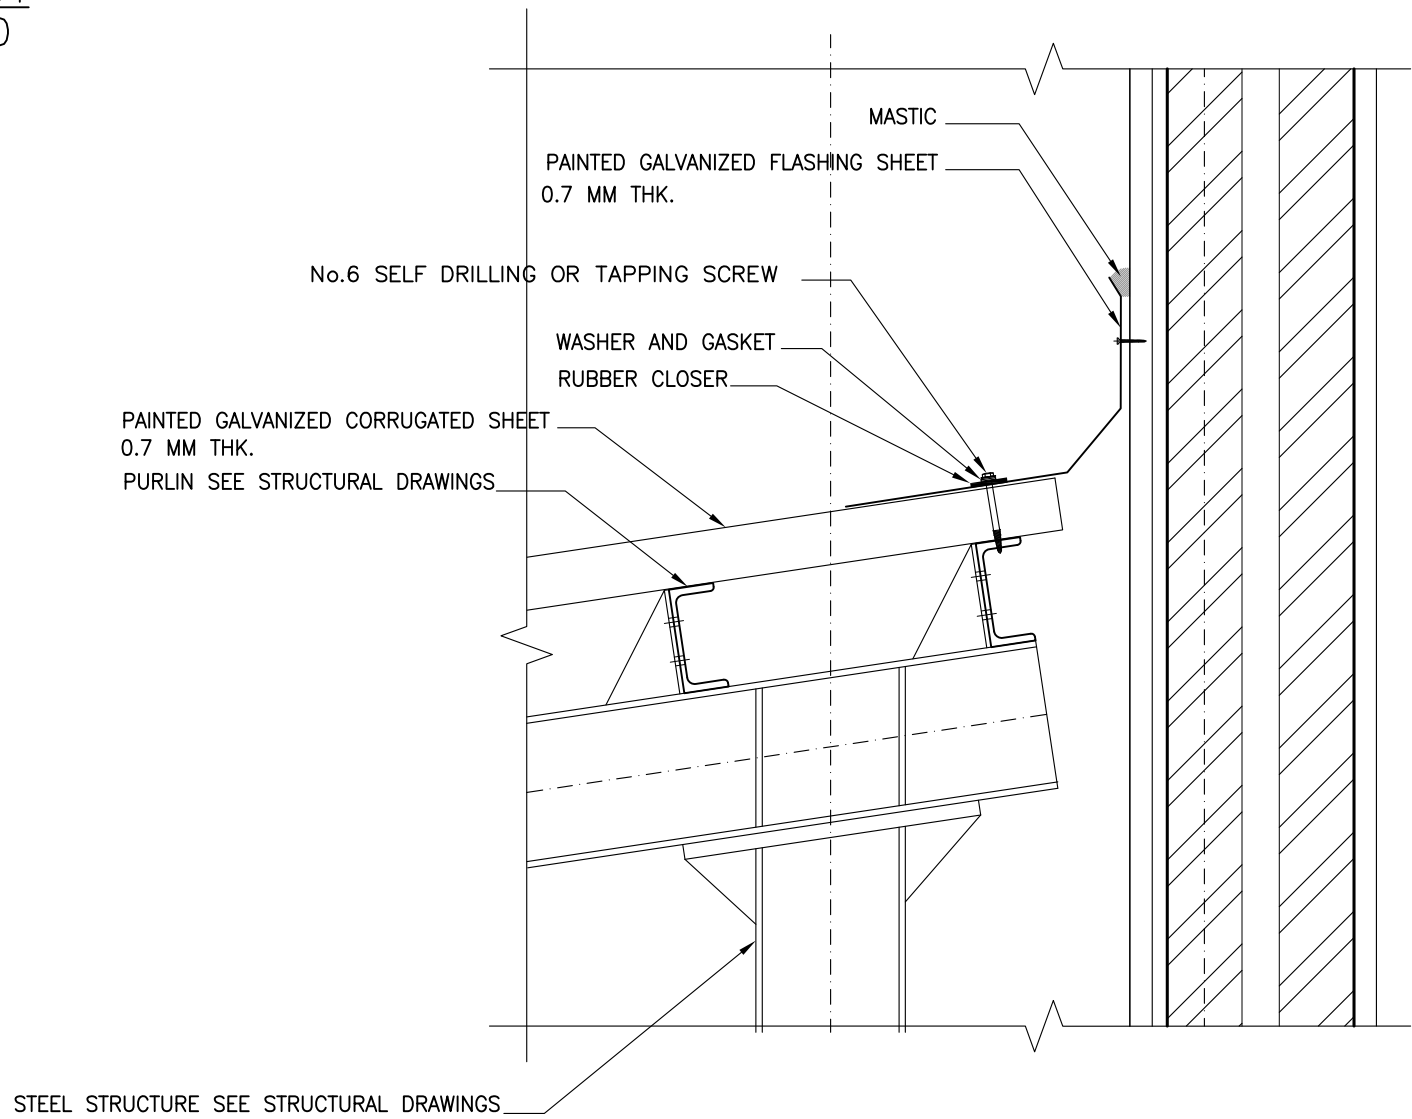 MASTIC
PAINTED GALVANIZED FLASHING SHEET
0.7 MM THK.
No.6 SELF DRILLING OR TAPPING SCREW
WASHER AND GASKET
RUBBER CLOSER
PAINTED GALVANIZED CORRUGATED SHEET
0.7 MM THK.
PURLIN SEE STRUCTURAL DRAWINGS
STEEL STRUCTURE SEE STRUCTURAL DRAWINGS